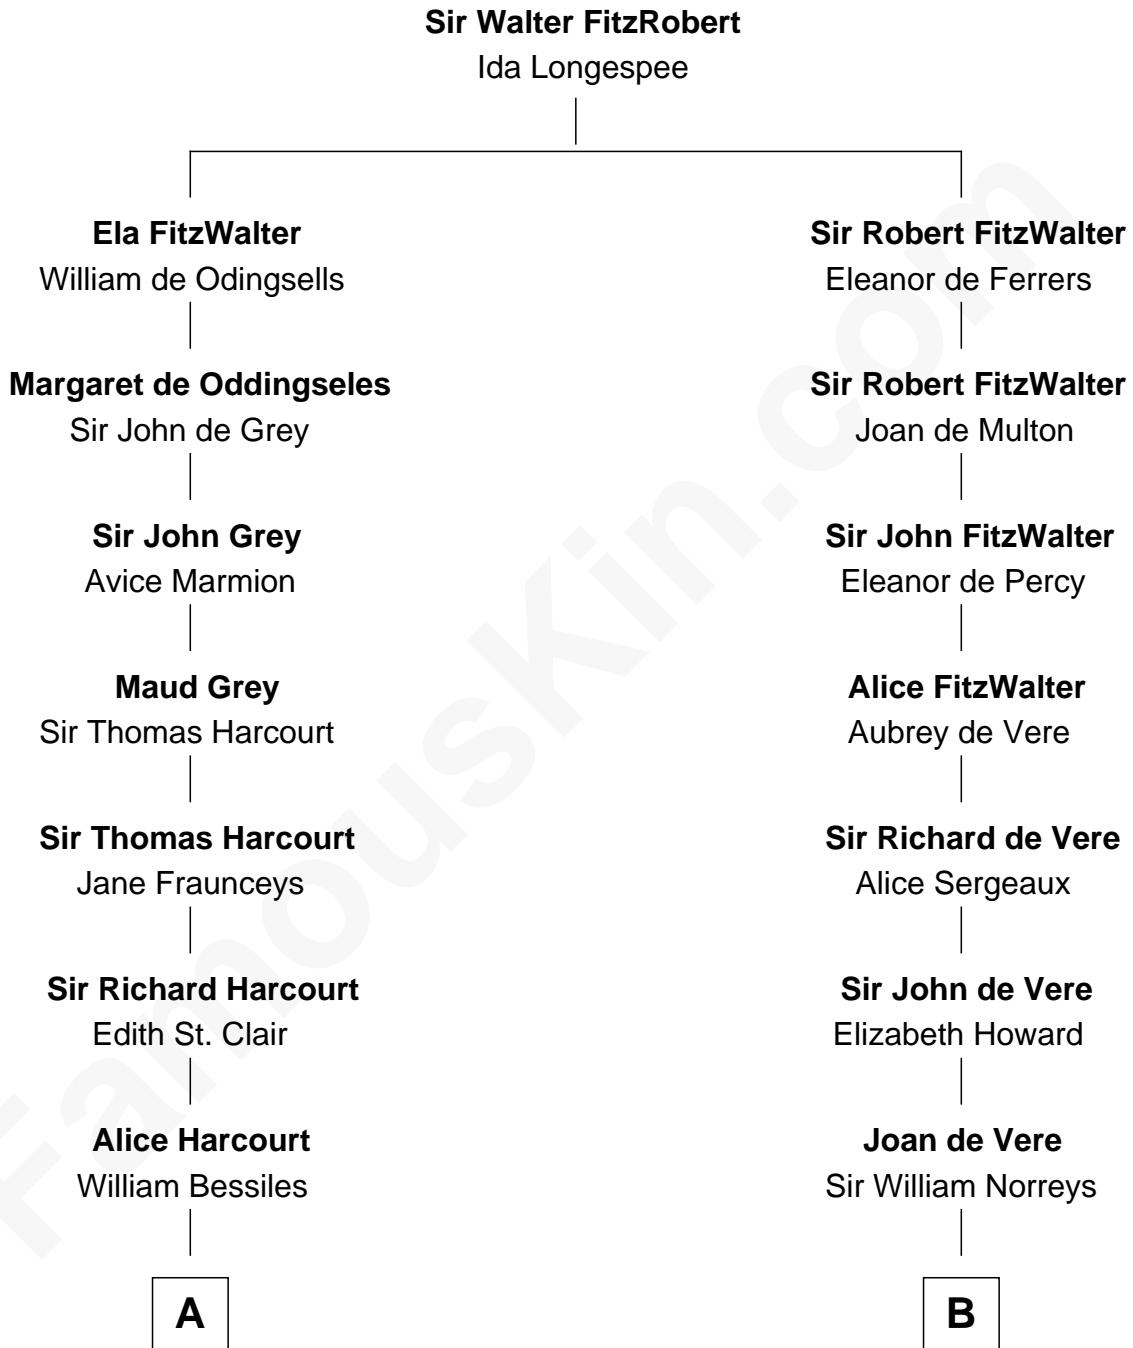 Sir Walter FitzRobert
Ida Longespee
Ela FitzWalter
William de Odingsells
Sir Robert FitzWalter
Eleanor de Ferrers
Margaret de Oddingseles
Sir John de Grey
Sir Robert FitzWalter
Joan de Multon
Sir John Grey
Avice Marmion
Sir John FitzWalter
Eleanor de Percy
Maud Grey
Sir Thomas Harcourt
Alice FitzWalter
Aubrey de Vere
Sir Thomas Harcourt
Jane Fraunceys
Sir Richard de Vere
Alice Sergeaux
Sir Richard Harcourt
Edith St. Clair
Sir John de Vere
Elizabeth Howard
Alice Harcourt
William Bessiles
Joan de Vere
Sir William Norreys
A
B
FamousKin.com